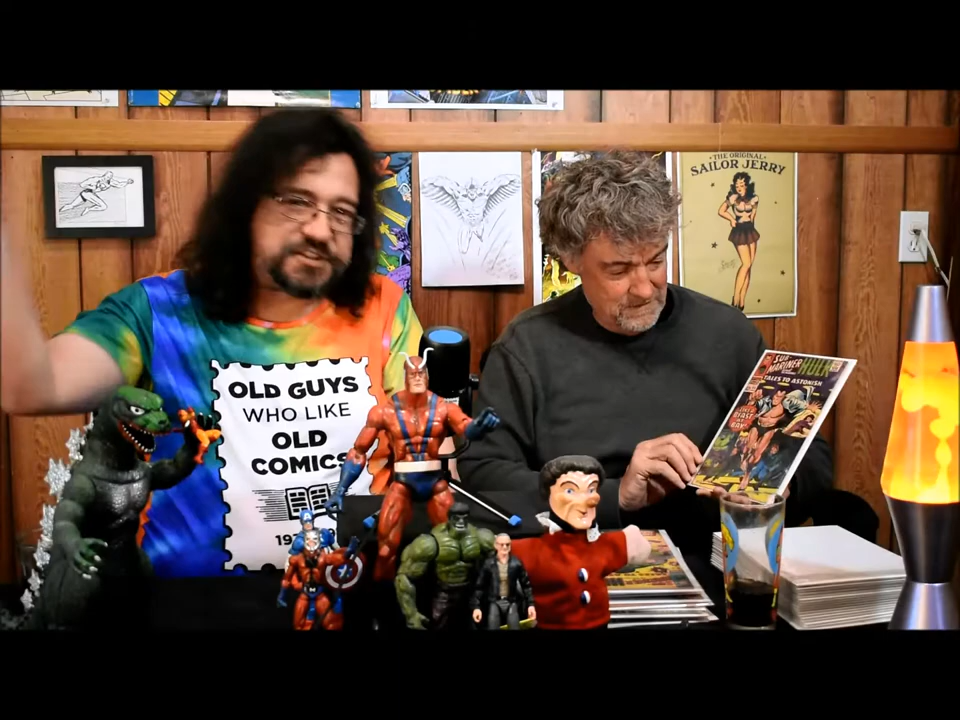 THE ORIGINAL
SAILOR JERRY
OLD GUYS
WHO LIKE
OLD
COMICS
SUB-
MARINER
HULK
TALES TO ASTONISH